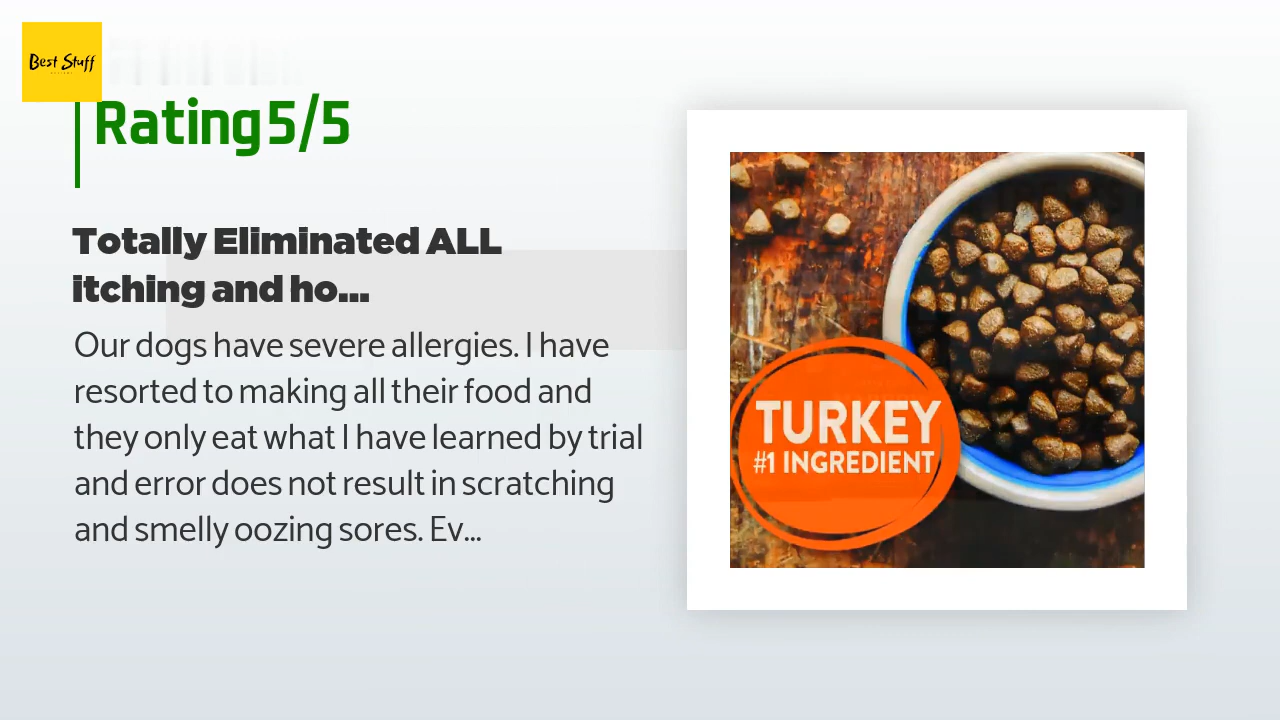 Best Stuff
Rating 5/5
Totally Eliminated ALL
itching and ho...
Our dogs have severe allergies. I have
resorted to making all their food and
they only eat what I have learned by trial
and error does not result in scratching
and smelly oozing sores. Ev...
TURKEY
#1 INGREDIENT